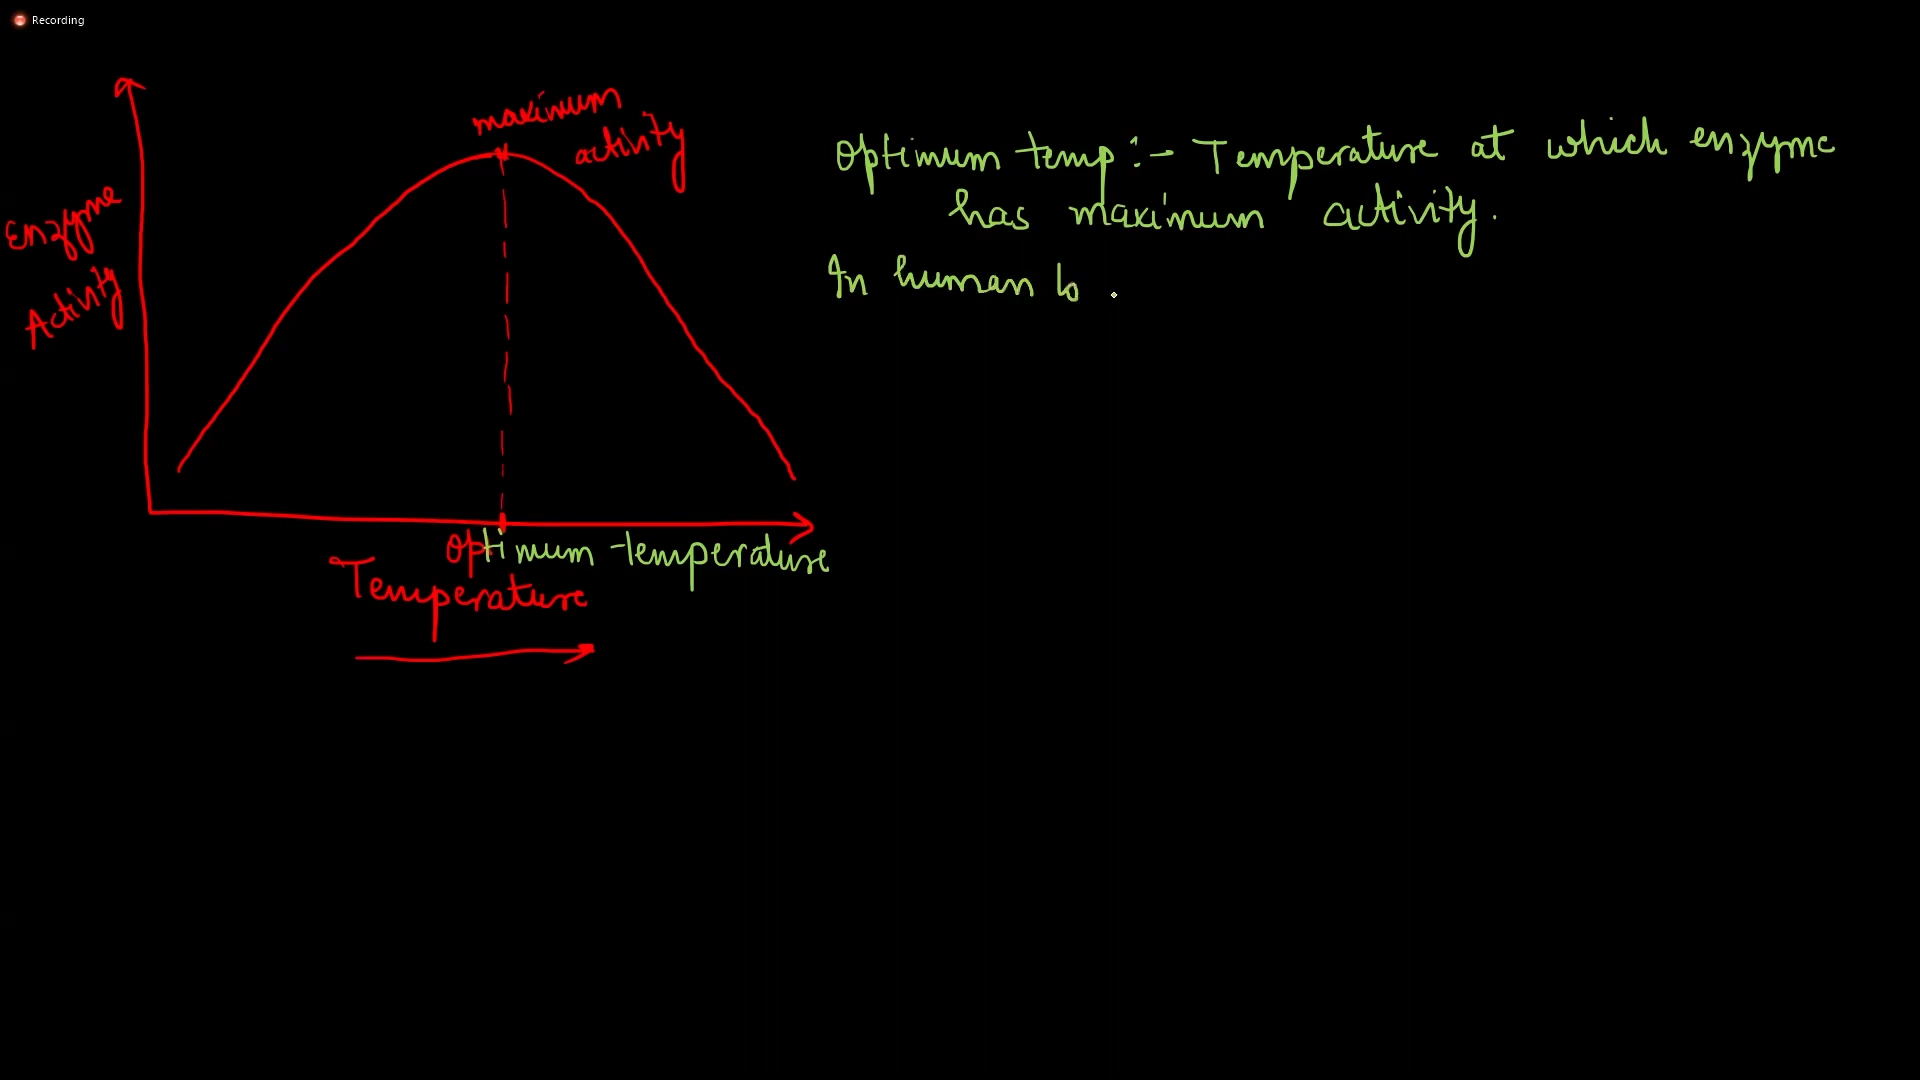 Recording
maximum
activity
Enzyme
Activity
Optimum temperature
Temperature
Optimum temp :- Temperature at which enzyme
has maximum activity.
In human bo